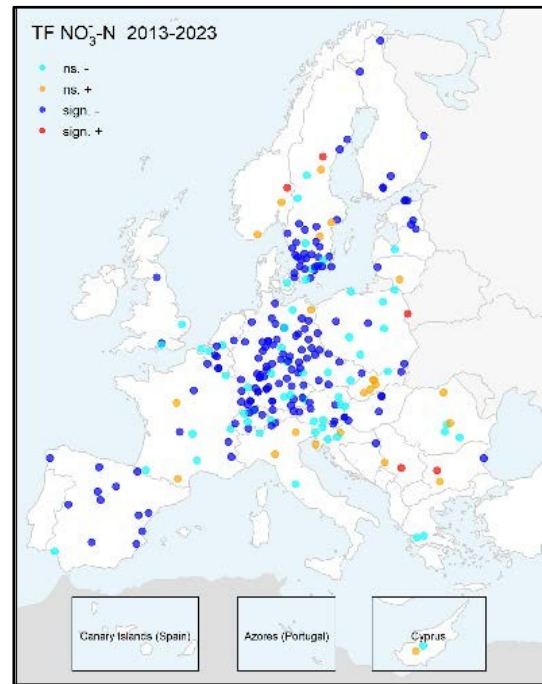 TF NO₃⁻-N 2013-2023
ns. -
ns. +
sign. -
sign. +
Canary Islands (Spain)
Azores (Portugal)
Cyprus